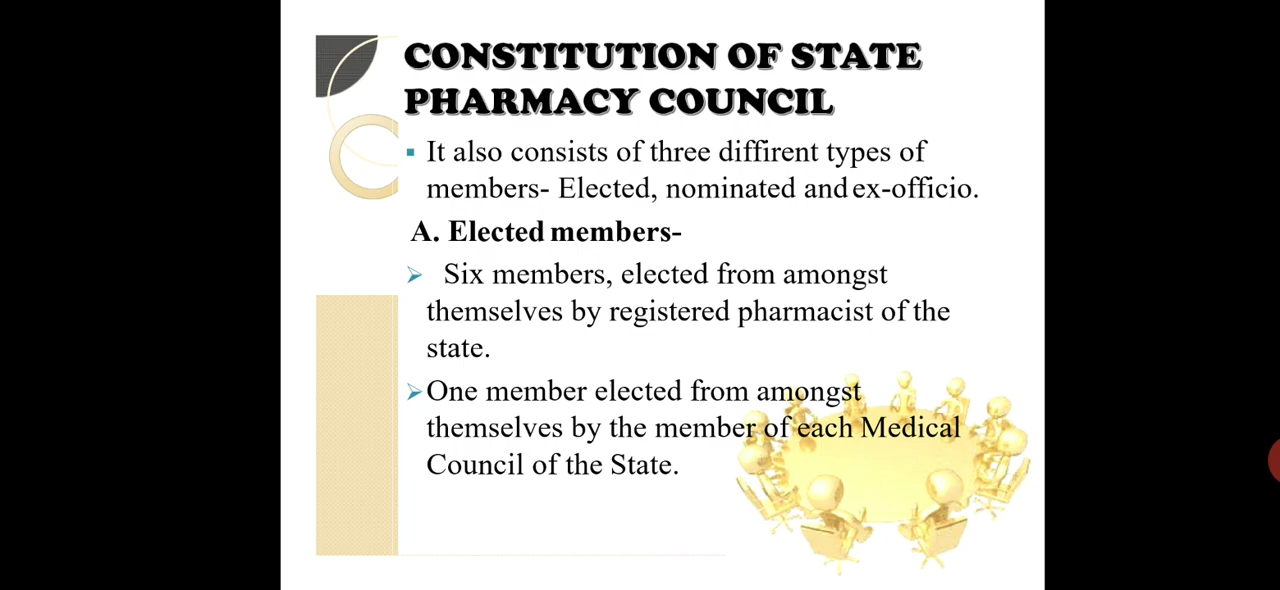 CONSTITUTION OF STATE
PHARMACY COUNCIL
▪ It also consists of three diffirent types of
members- Elected, nominated and ex-officio.
A. Elected members-
➢ Six members, elected from amongst
themselves by registered pharmacist of the
state.
➢ One member elected from amongst
themselves by the member of each Medical
Council of the State.